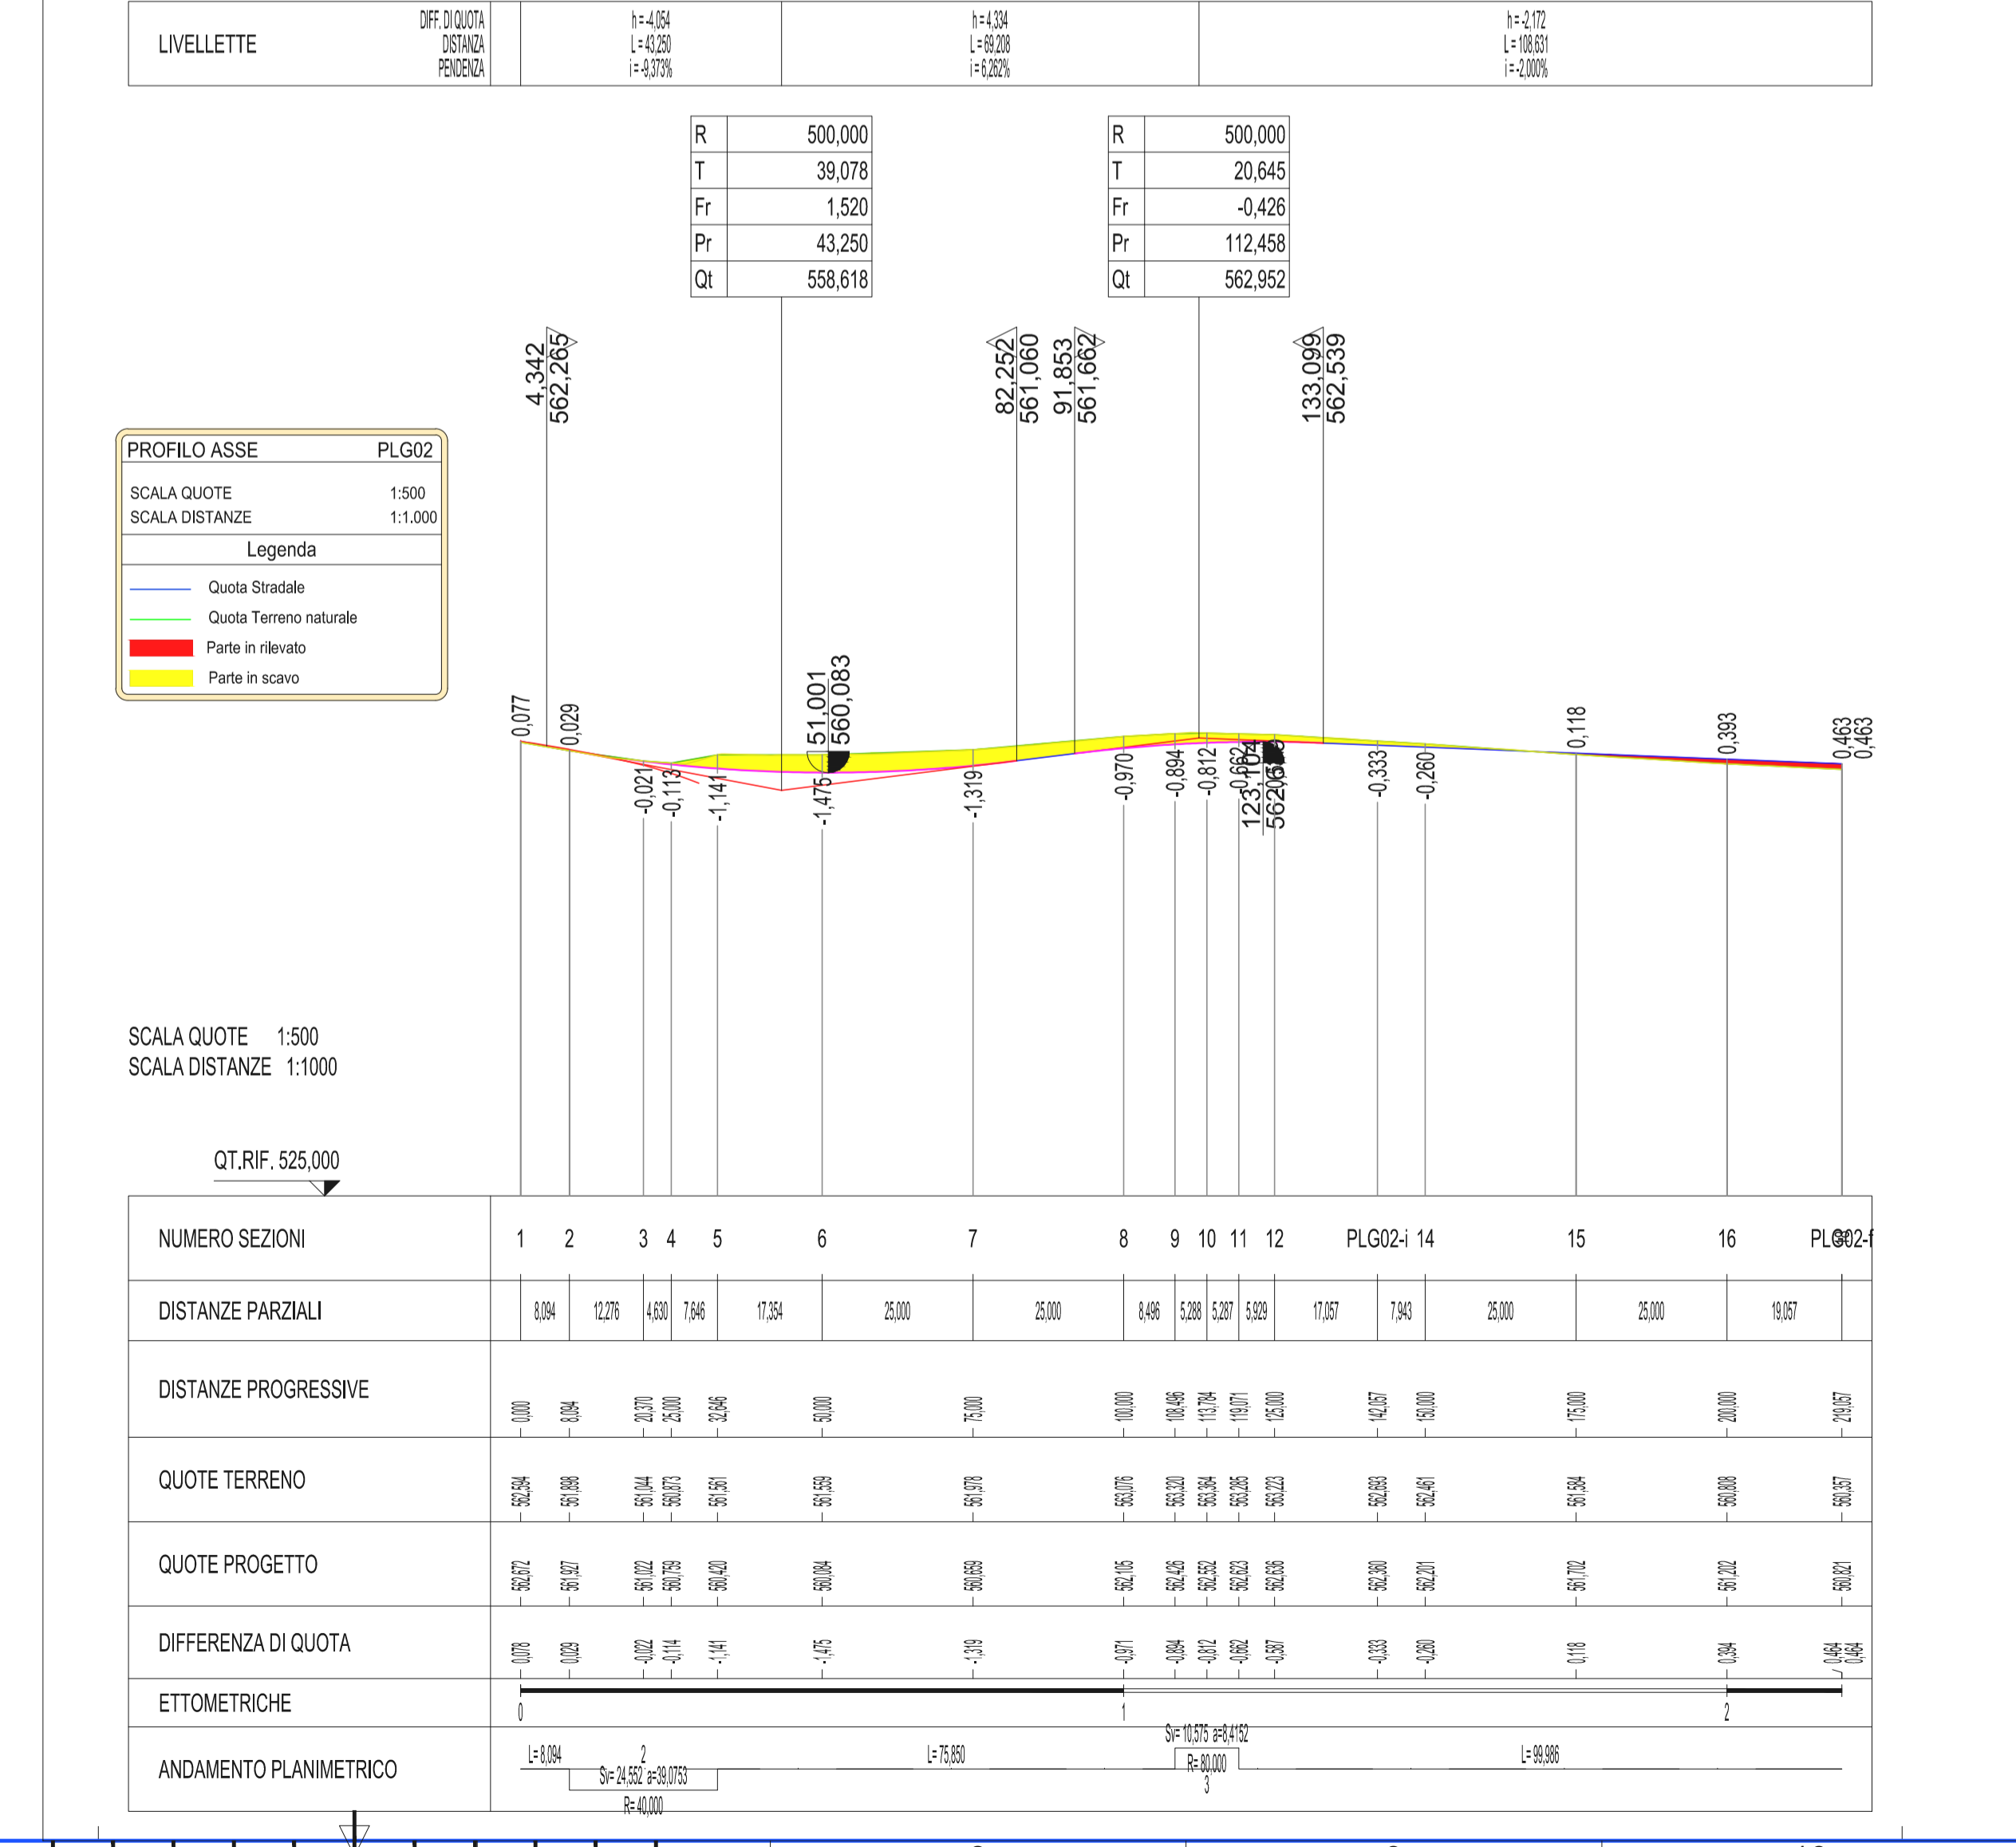 LIVELLETTE
DIFF. DI QUOTA
DISTANZA
PENDENZA
h = -4,054
L = 43,250
i = -9,373%
h = 4,334
L = 69,208
i = 6,262%
h = -2,172
L = 108,631
i = -2,000%
R 500,000
T 39,078
Fr 1,520
Pr 43,250
Qt 558,618
R 500,000
T 20,645
Fr -0,426
Pr 112,458
Qt 562,952
4,342
562,265
82,252
561,060
91,853
561,662
133,099
562,539
PROFILO ASSE PLG02
SCALA QUOTE 1:500
SCALA DISTANZE 1:1.000
Legenda
Quota Stradale
Quota Terreno naturale
Parte in rilevato
Parte in scavo
0,077
0,029
-0,021
-0,113
-1,141
51,001
560,083
-1,475
-1,319
-0,970
-0,894
-0,812
-0,662
123,104
-0,333
-0,260
0,118
0,393
0,463
0,463
SCALA QUOTE 1:500
SCALA DISTANZE 1:1000
QT.RIF. 525,000
NUMERO SEZIONI 1 2 3 4 5 6 7 8 9 10 11 12 PLG02-i 14 15 16 PLG02-f
DISTANZE PARZIALI 8,094 12,276 4,630 7,646 17,354 25,000 25,000 8,496 5,288 5,287 5,929 17,057 7,943 25,000 25,000 19,057
DISTANZE PROGRESSIVE 0,000 8,094 20,370 25,000 32,646 50,000 75,000 100,000 108,496 113,784 119,071 125,000 142,057 150,000 175,000 200,000 219,057
QUOTE TERRENO 562,594 561,898 561,044 560,873 561,561 561,559 561,978 563,076 563,320 563,364 563,285 563,223 562,693 562,461 561,584 560,808 560,357
QUOTE PROGETTO 562,672 561,927 561,022 560,759 560,420 560,084 560,659 562,105 562,426 562,552 562,623 562,636 562,360 562,201 561,702 561,202 560,821
DIFFERENZA DI QUOTA 0,078 0,029 -0,022 -0,114 -1,141 -1,475 -1,319 -0,971 -0,894 -0,812 -0,662 -0,587 -0,333 -0,260 0,118 0,394 0,464 0,464
ETTOMETRICHE 0 1 2
ANDAMENTO PLANIMETRICO
L= 8,094
2
Sv= 24,552 a=39,0753
R= 40,000
L= 75,850
Sv= 10,575 a=8,4152
R= 80,000
3
L= 99,986